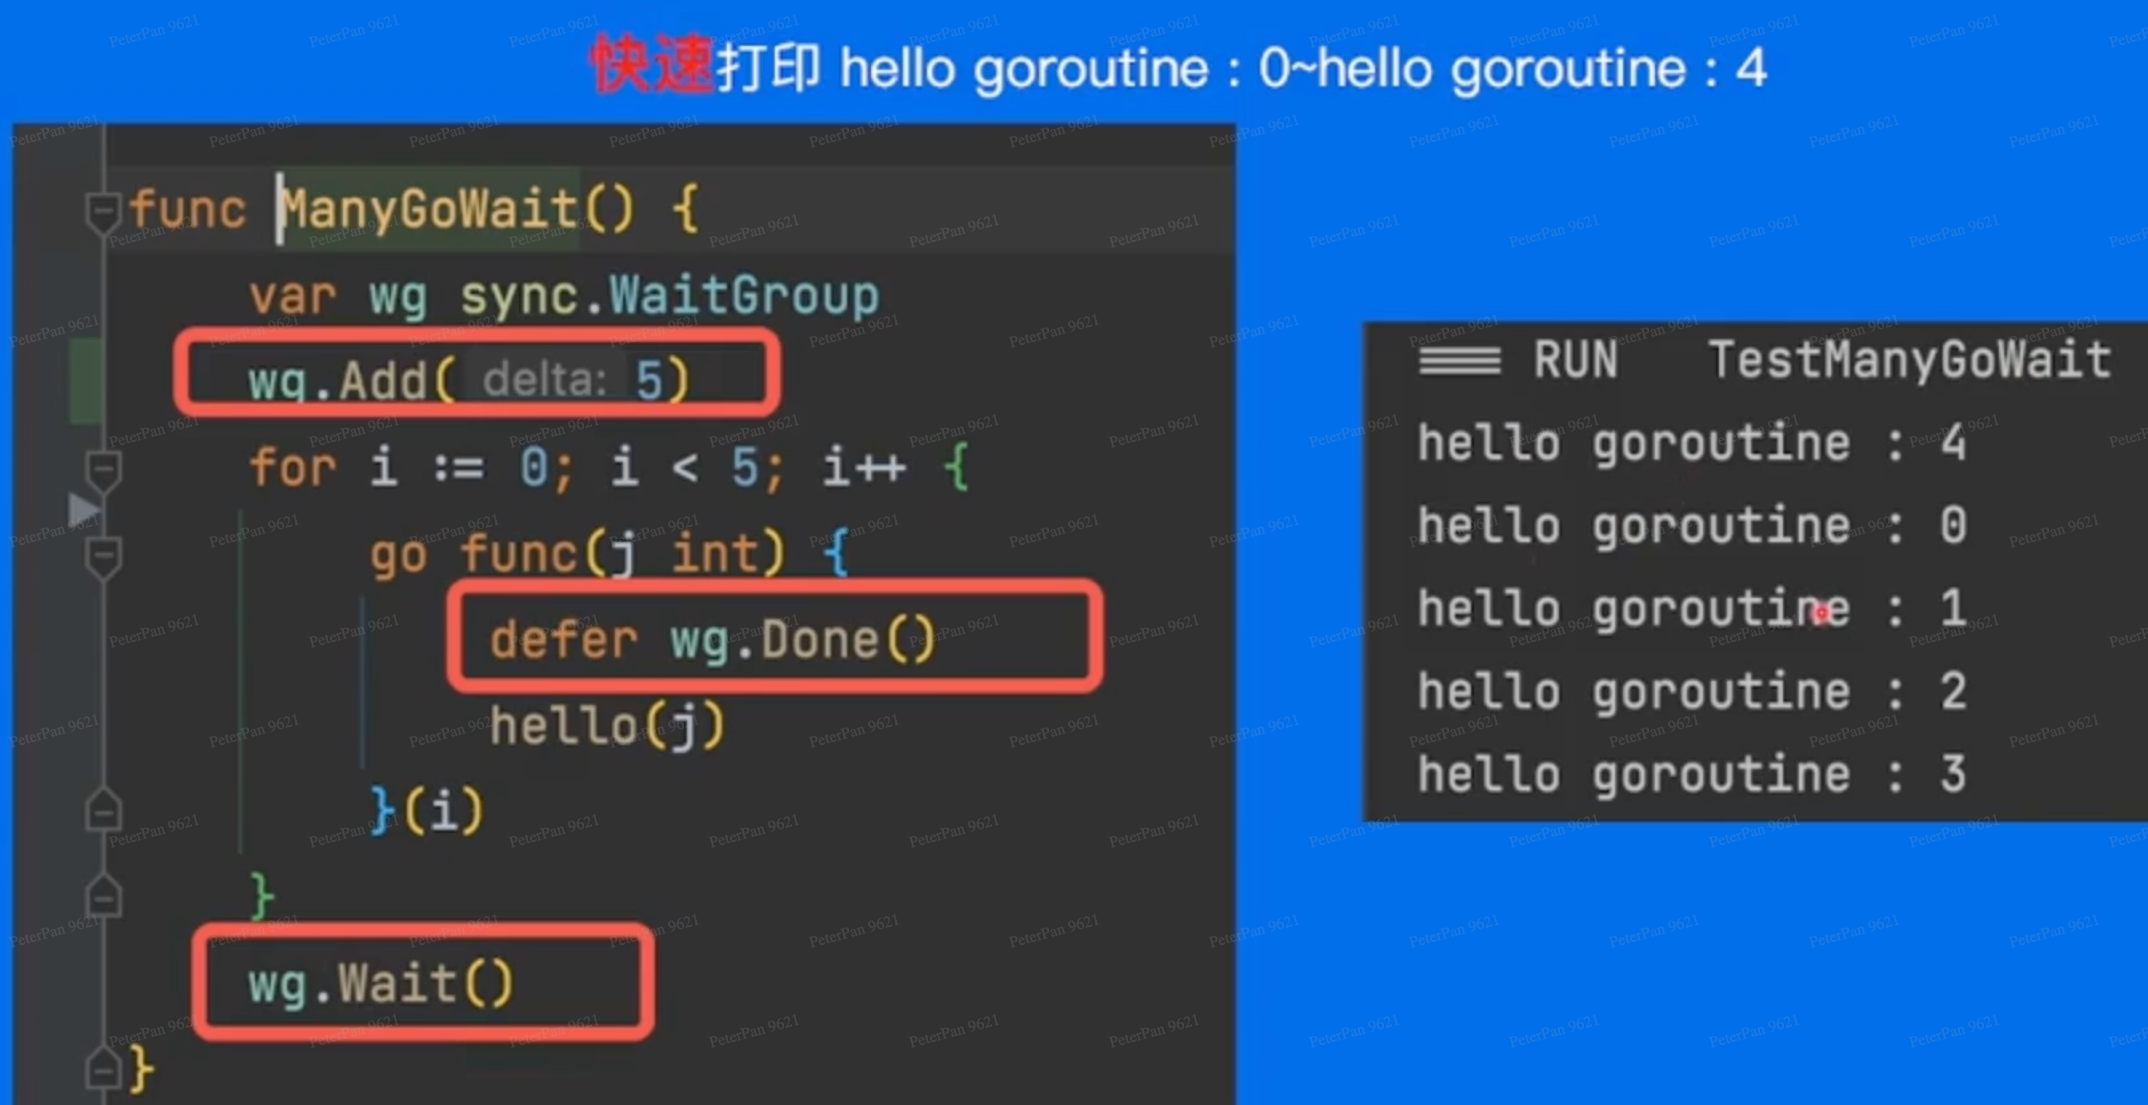 快速打印 hello goroutine : 0~hello goroutine : 4
func ManyGoWait() {
var wg sync.WaitGroup
wg.Add( delta: 5)
for i := 0; i < 5; i++ {
go func(j int) {
defer wg.Done()
hello(j)
}(i)
}
wg.Wait()
}
=== RUN TestManyGoWait
hello goroutine : 4
hello goroutine : 0
hello goroutine : 1
hello goroutine : 2
hello goroutine : 3
PeterPan 9621